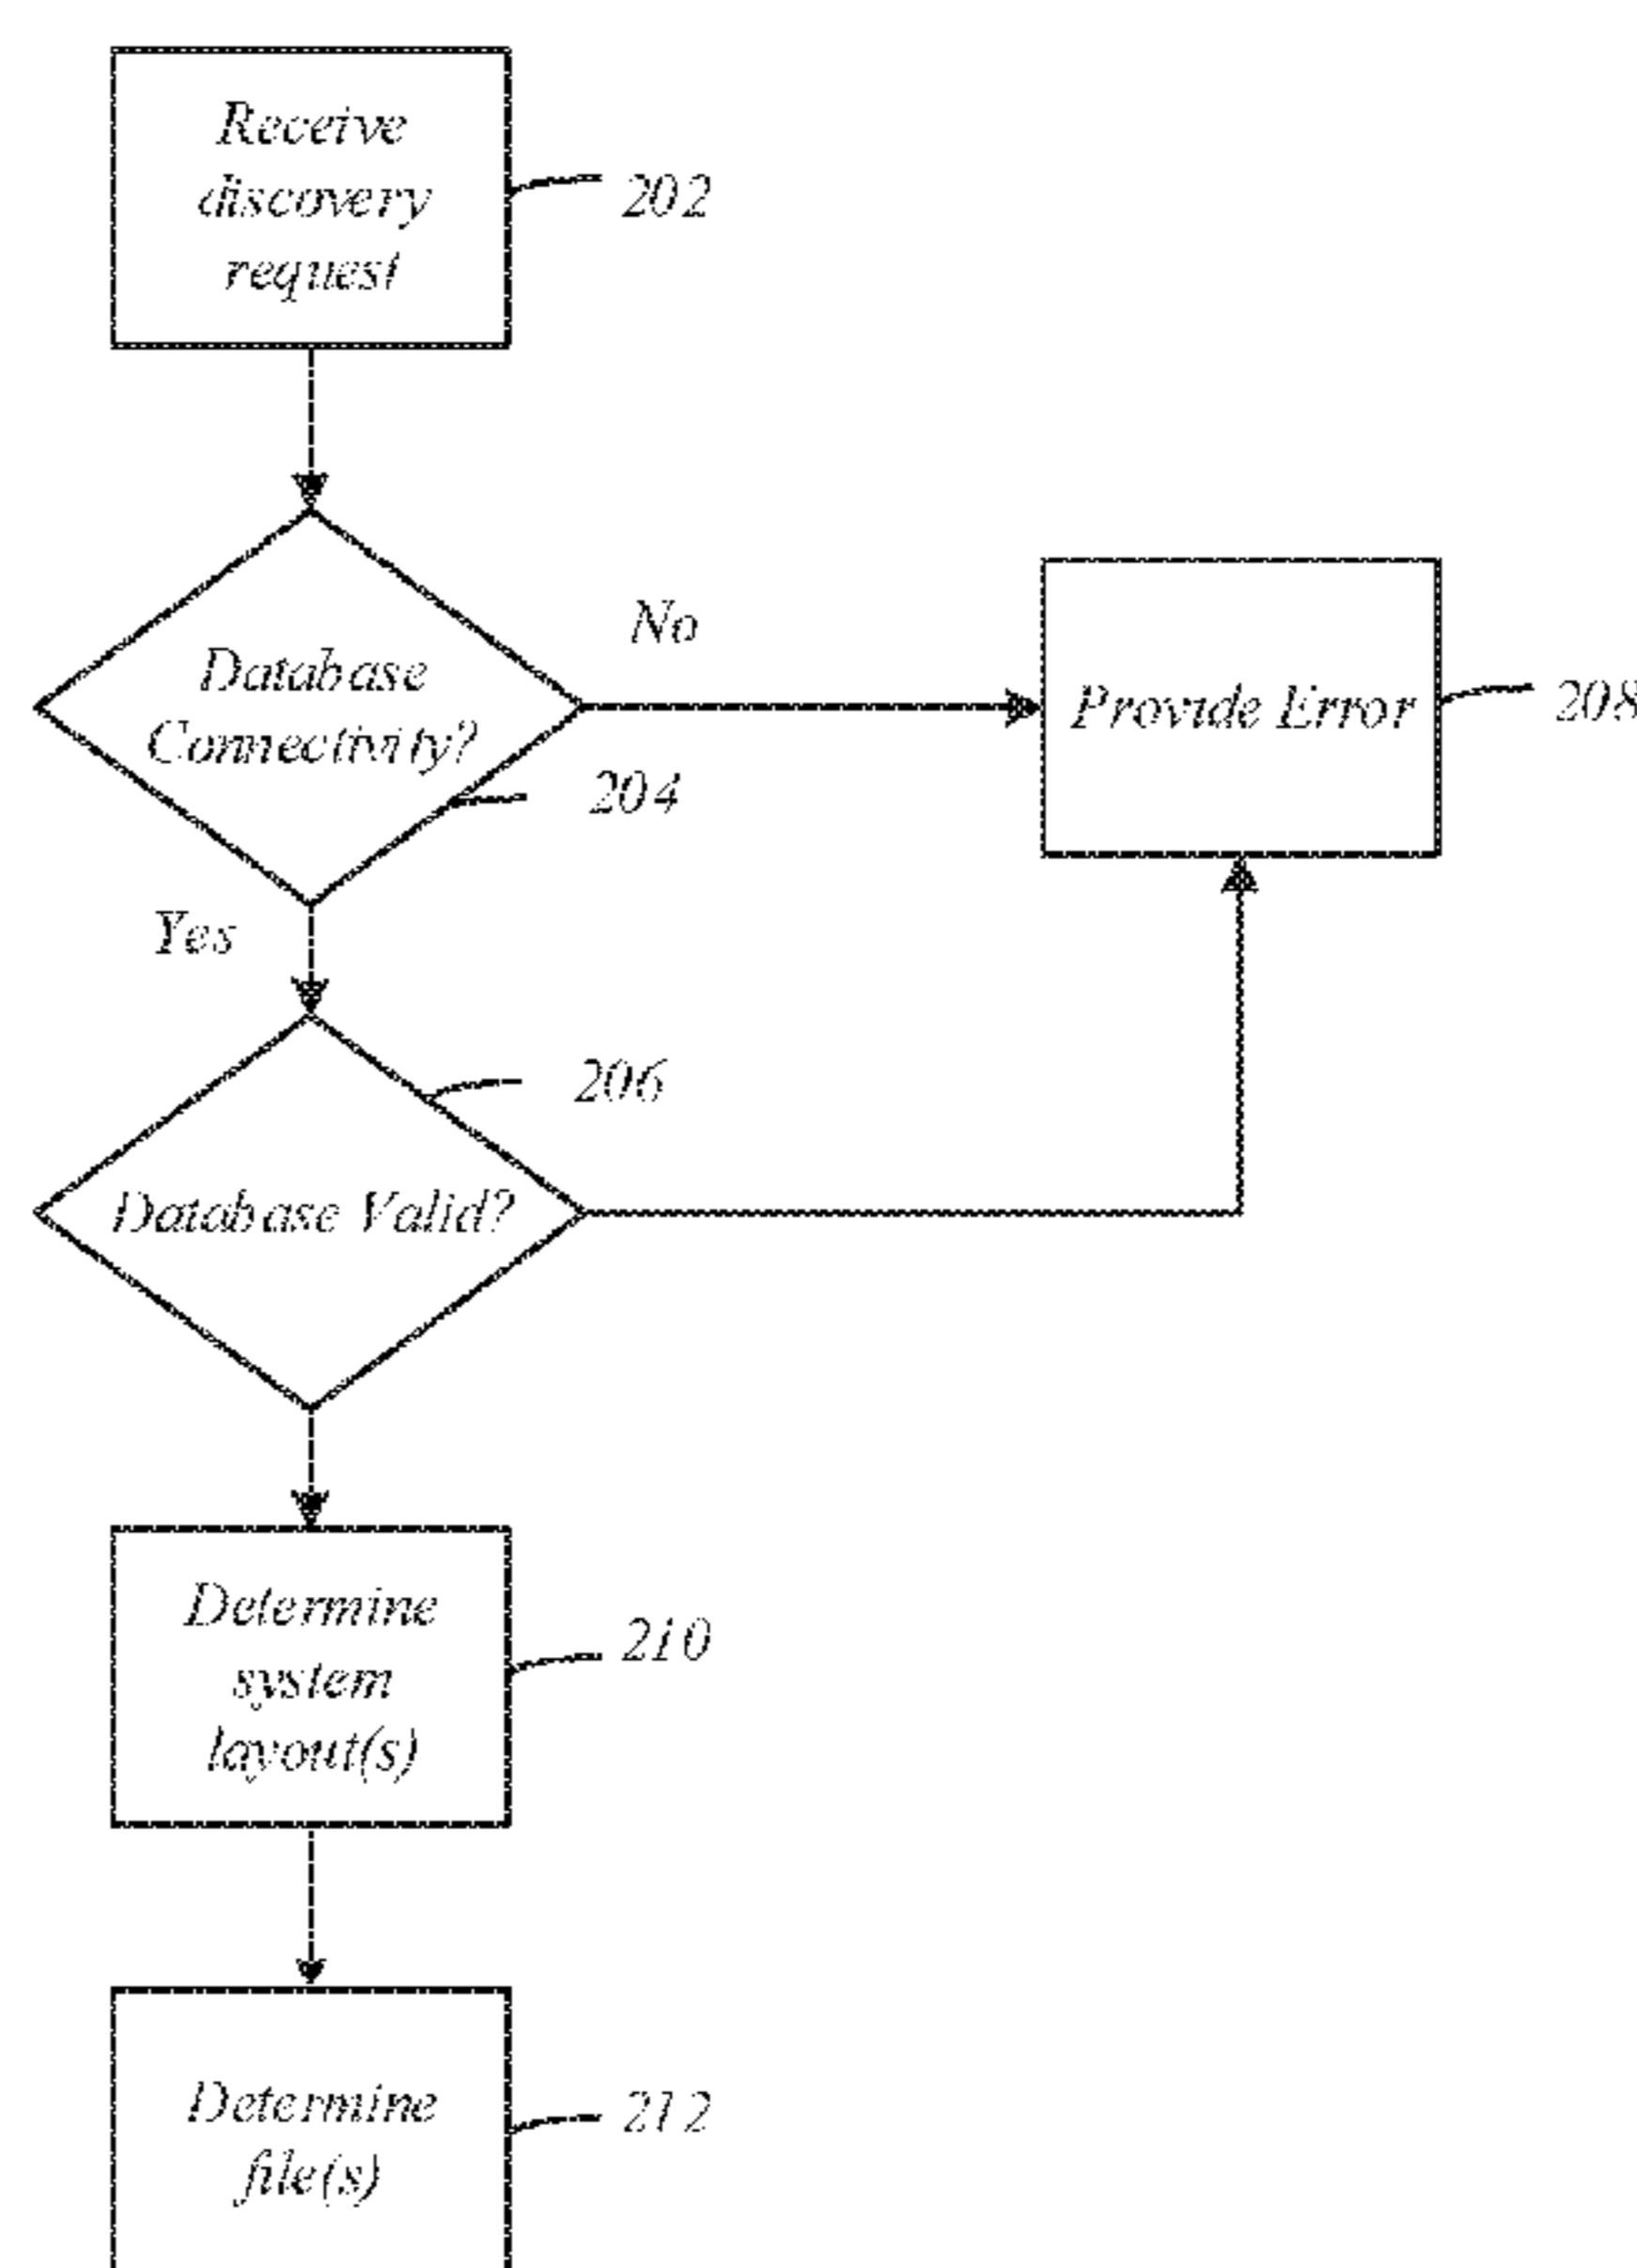 Receive
discovery
request
202
Database
Connectivity?
204
No
Provide Error
208
Yes
206
Database Valid?
Determine
system
layout(s)
210
Determine
file(s)
212